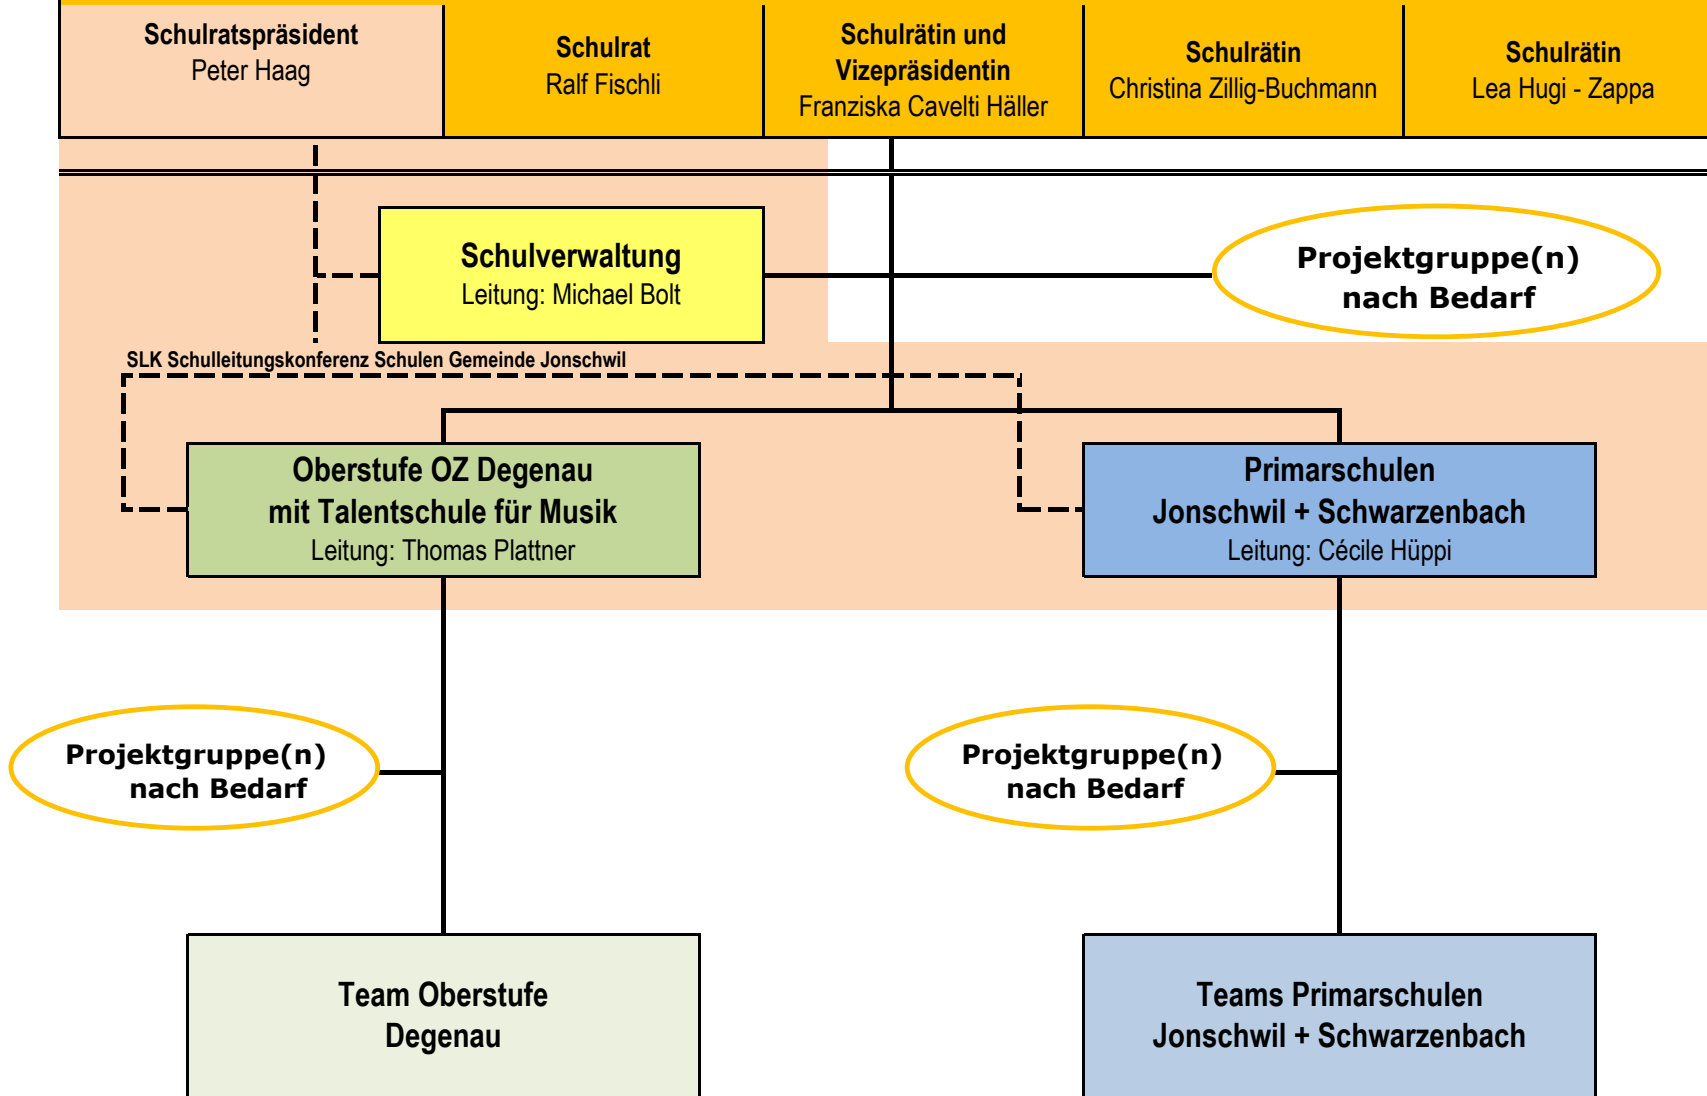 Schulratspräsident
Peter Haag
Schulrat
Ralf Fischli
Schulrätin und
Vizepräsidentin
Franziska Cavelti Häller
Schulrätin
Christina Zillig-Buchmann
Schulrätin
Lea Hugi - Zappa
Schulverwaltung
Leitung: Michael Bolt
Projektgruppe(n)
nach Bedarf
SLK Schulleitungskonferenz Schulen Gemeinde Jonschwil
Oberstufe OZ Degenau
mit Talentschule für Musik
Leitung: Thomas Plattner
Primarschulen
Jonschwil + Schwarzenbach
Leitung: Cécile Hüppi
Projektgruppe(n)
nach Bedarf
Projektgruppe(n)
nach Bedarf
Team Oberstufe
Degenau
Teams Primarschulen
Jonschwil + Schwarzenbach